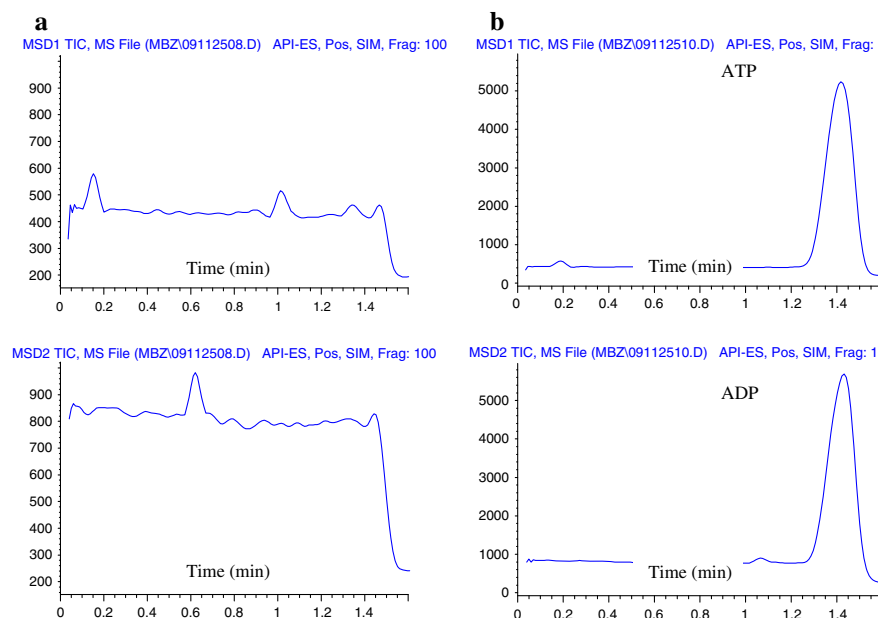 a
MSD1 TIC, MS File (MBZ\09112508.D) API-ES, Pos, SIM, Frag: 100
900
800
700
600
500
400
300
200
Time (min)
0 0.2 0.4 0.6 0.8 1 1.2 1.4
MSD2 TIC, MS File (MBZ\09112508.D) API-ES, Pos, SIM, Frag: 100
900
800
700
600
500
400
300
200
Time (min)
0 0.2 0.4 0.6 0.8 1 1.2 1.4
b
MSD1 TIC, MS File (MBZ\09112510.D) API-ES, Pos, SIM, Frag:
ATP
5000
4000
3000
2000
1000
0
Time (min)
0 0.2 0.4 0.6 0.8 1 1.2 1.4
MSD2 TIC, MS File (MBZ\09112510.D) API-ES, Pos, SIM, Frag: 1
ADP
5000
4000
3000
2000
1000
0
Time (min)
0 0.2 0.4 0.6 0.8 1 1.2 1.4